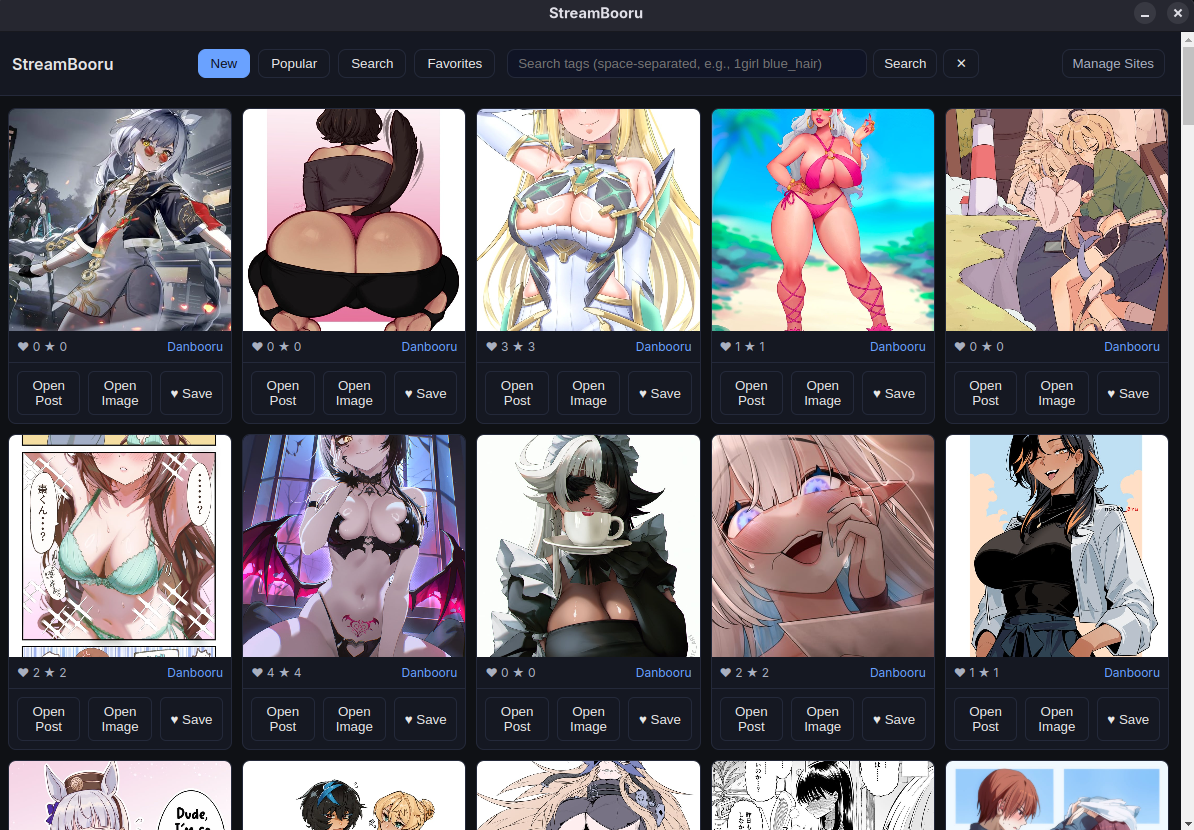 StreamBooru
StreamBooru
New
Popular
Search
Favorites
Search tags (space-separated, e.g., 1girl blue_hair)
Search
✕
Manage Sites
♥ 0 ★ 0
Danbooru
♥ 0 ★ 0
Danbooru
♥ 3 ★ 3
Danbooru
♥ 1 ★ 1
Danbooru
♥ 0 ★ 0
Danbooru
Open
Post
Open
Image
♥ Save
Open
Post
Open
Image
♥ Save
Open
Post
Open
Image
♥ Save
Open
Post
Open
Image
♥ Save
Open
Post
Open
Image
♥ Save
♥ 2 ★ 2
Danbooru
♥ 4 ★ 4
Danbooru
♥ 0 ★ 0
Danbooru
♥ 2 ★ 2
Danbooru
♥ 1 ★ 1
Danbooru
Open
Post
Open
Image
♥ Save
Open
Post
Open
Image
♥ Save
Open
Post
Open
Image
♥ Save
Open
Post
Open
Image
♥ Save
Open
Post
Open
Image
♥ Save
Dude,